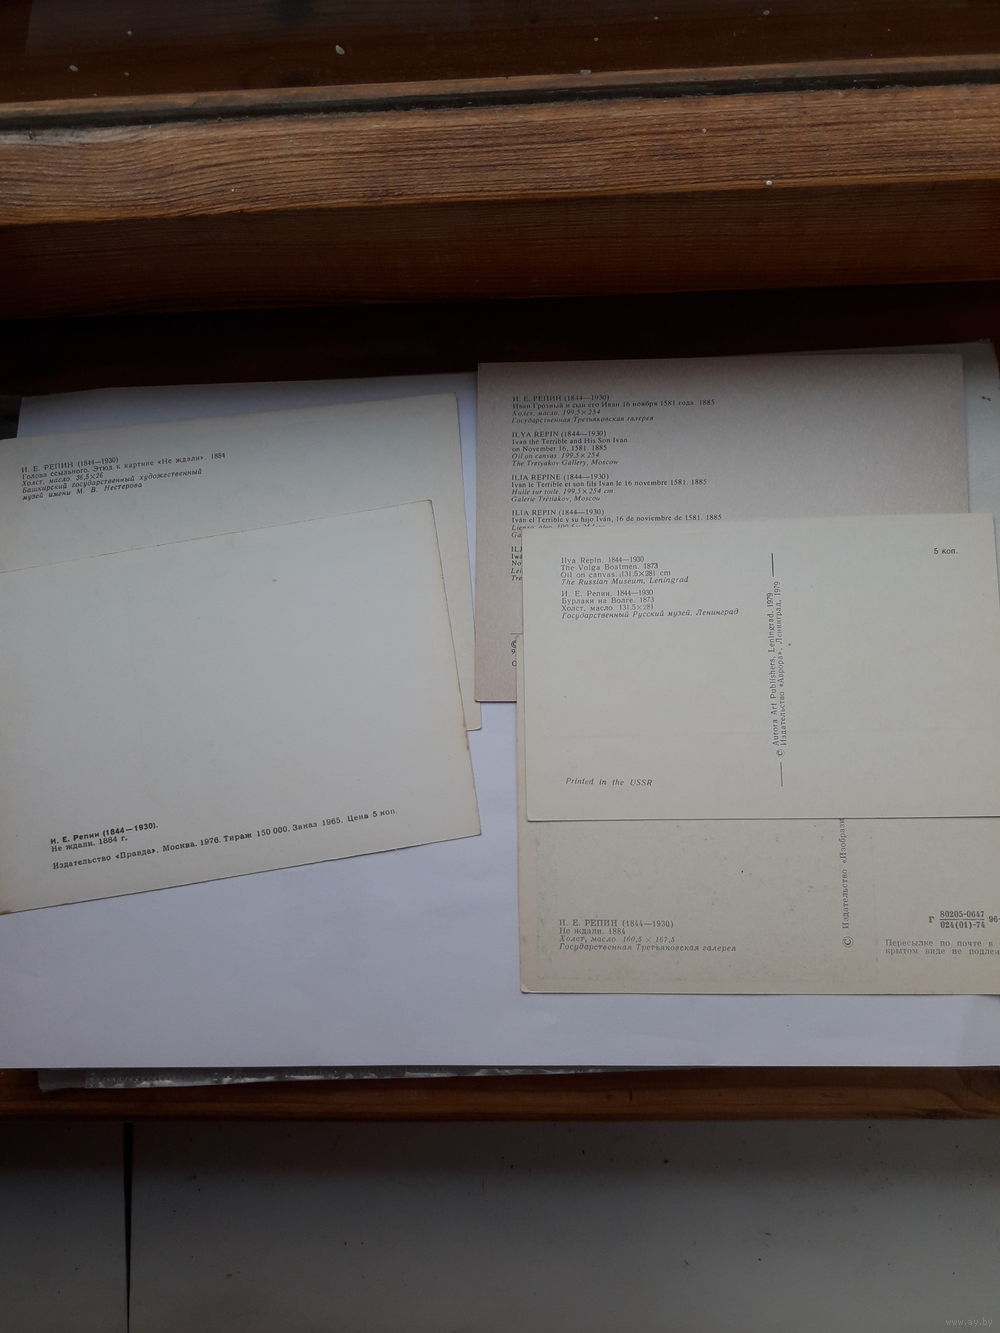 И. Е. РЕПИН (1844—1930)
Голова ссыльного. Этюд к картине «Не ждали». 1884
Холст, масло 36,5×26
Башкирский государственный художественный
музей имени М. В. Нестерова
И. Е. Репин (1844—1930).
Не ждали. 1884 г.
Издательство «Правда». Москва. 1976. Тираж 150 000. Заказ 1965. Цена 5 коп.
И. Е. РЕПИН (1844—1930)
Иван Грозный и сын его Иван 16 ноября 1581 года. 1885
Холст, масло. 199,5×254
Государственная Третьяковская галерея
ILYA REPIN (1844—1930)
Ivan the Terrible and His Son Ivan
on November 16, 1581. 1885
Oil on canvas. 199,5×254
The Tretyakov Gallery, Moscow
ILIA REPINE (1844—1930)
Ivan le Terrible et son fils Ivan le 16 novembre 1581. 1885
Huile sur toile. 199,5×254 cm
Galerie Trétiakov, Moscou
ILIA REPIN (1844—1930)
Iván el Terrible y su hijo Iván, 16 de noviembre de 1581. 1885
Ilya Repin. 1844—1930
The Volga Boatmen. 1873
Oil on canvas. 131.5×281 cm
The Russian Museum, Leningrad
И. Е. Репин. 1844—1930
Бурлаки на Волге. 1873
Холст, масло. 131.5×281
Государственный Русский музей, Ленинград
Printed in the USSR
© Aurora Art Publishers, Leningrad. 1979
Издательство «Аврора». Ленинград. 1979
5 коп.
И. Е. РЕПИН (1844—1930)
Не ждали. 1884
Холст, масло 160,5 × 167,5
Государственная Третьяковская галерея
© Издательство «Изобрази
Г 80205-0647
024(01)-74 96-
Пересылке по почте в
крытом виде не подлеж
www.ay.by